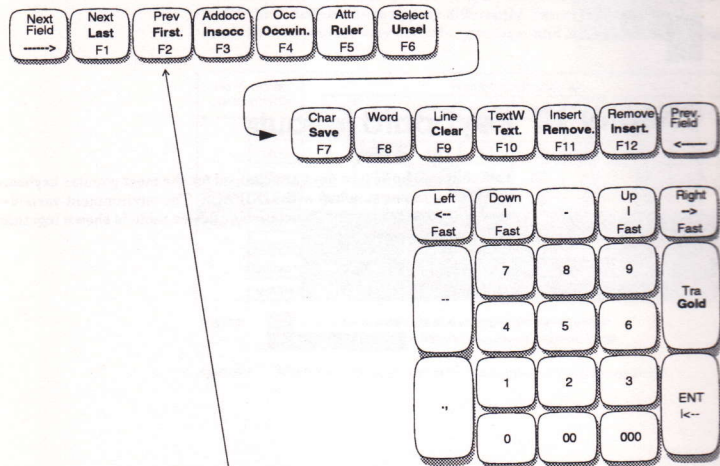 Next Field ------>
Next Last F1
Prev First. F2
Addocc Insocc F3
Occ Occwin. F4
Attr Ruler F5
Select Unsel F6
Char Save F7
Word F8
Line Clear F9
TextW Text. F10
Insert Remove. F11
Remove Insert. F12
Prev. Field <-----
Left <-- Fast
Down | Fast
-
Up | Fast
Right --> Fast
--
7
8
9
Tra Gold
4
5
6
.,
1
2
3
ENT |<--
0
00
000